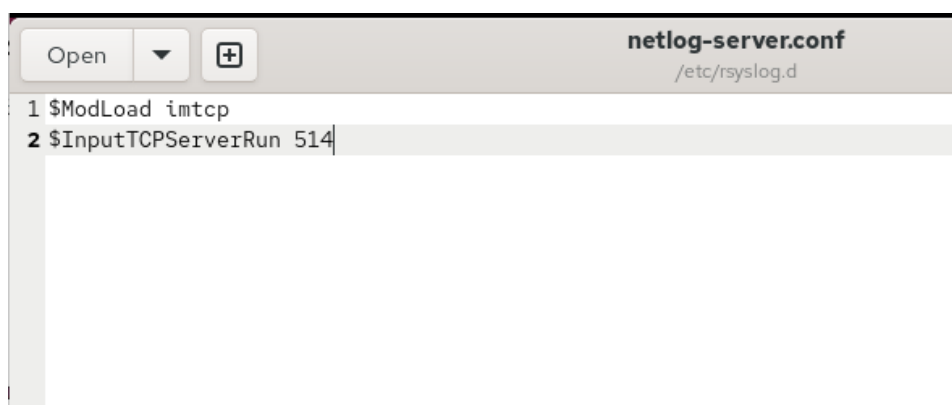 Open
netlog-server.conf
/etc/rsyslog.d
1 $ModLoad imtcp
2 $InputTCPServerRun 514